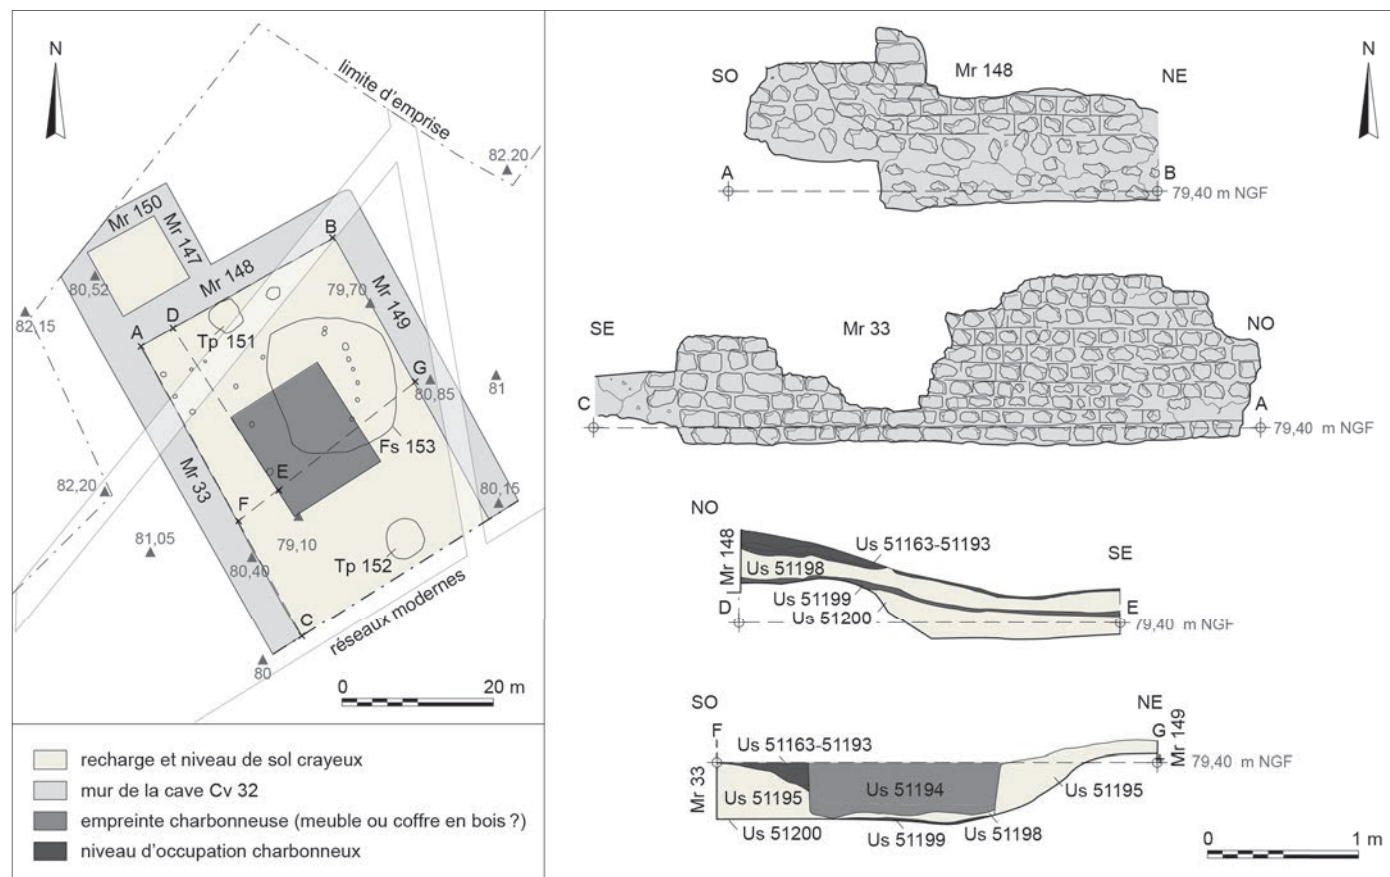 N
limite d'emprise
82.20
Mr 150
Mr 147
B
Mr 148
80,52
79,70
Mr 149
82,15
A
D
Tp 151
8
G
80,85
81
Fs 153
Mr 33
E
82,20
F
80,15
81,05
79,10
Tp 152
80,40
C
réseaux modernes
80
0 20 m
recharge et niveau de sol crayeux
mur de la cave Cv 32
empreinte charbonneuse (meuble ou coffre en bois ?)
niveau d'occupation charbonneux
SO
Mr 148
NE
N
A
B
79,40 m NGF
SE
Mr 33
NO
C
A
79,40 m NGF
NO
Mr 148
Us 51163-51193
SE
Us 51198
Us 51199
D
Us 51200
E
79,40 m NGF
SO
NE
F
G
Us 51163-51193
Mr 149
79,40 m NGF
Mr 33
Us 51195
Us 51194
Us 51195
Us 51200
Us 51199
Us 51198
0 1 m